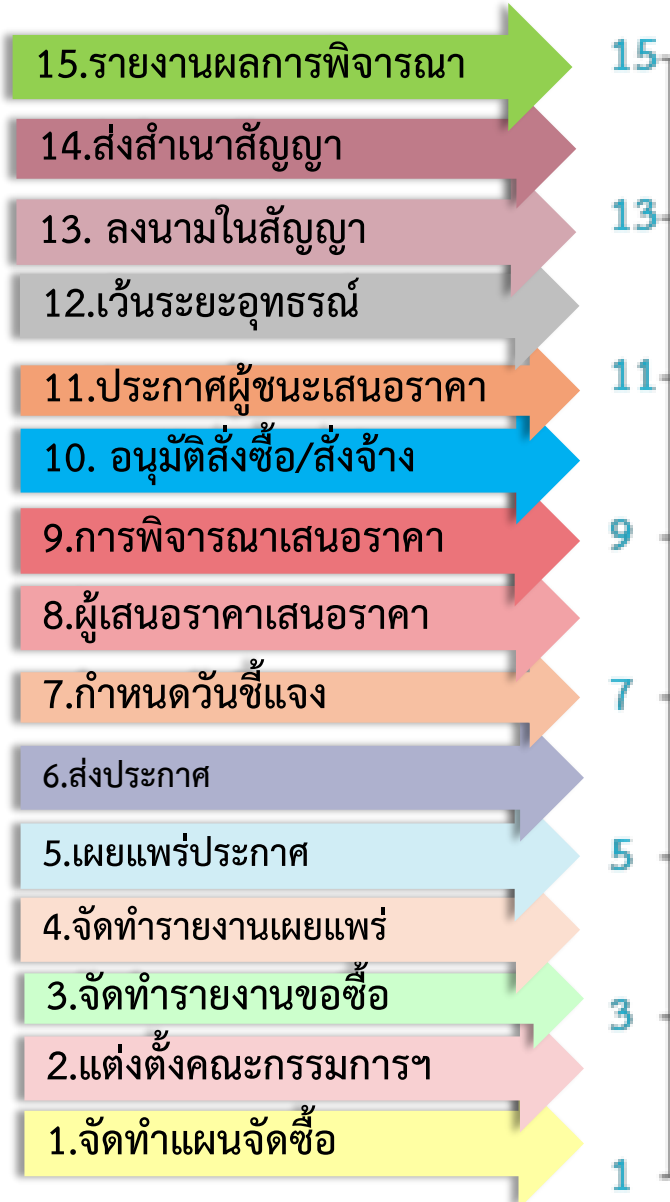 15.รายงานผลการพิจารณา
14.ส่งสำเนาสัญญา
13. ลงนามในสัญญา
12.เว้นระยะอุทธรณ์
11.ประกาศผู้ชนะเสนอราคา
10. อนุมัติสั่งซื้อ/สั่งจ้าง
9.การพิจารณาเสนอราคา
8.ผู้เสนอราคาเสนอราคา
7.กำหนดวันชี้แจง
6.ส่งประกาศ
5.เผยแพร่ประกาศ
4.จัดทำรายงานเผยแพร่
3.จัดทำรายงานขอซื้อ
2.แต่งตั้งคณะกรรมการฯ
1.จัดทำแผนจัดซื้อ
15
13
11
9
7
5
3
1